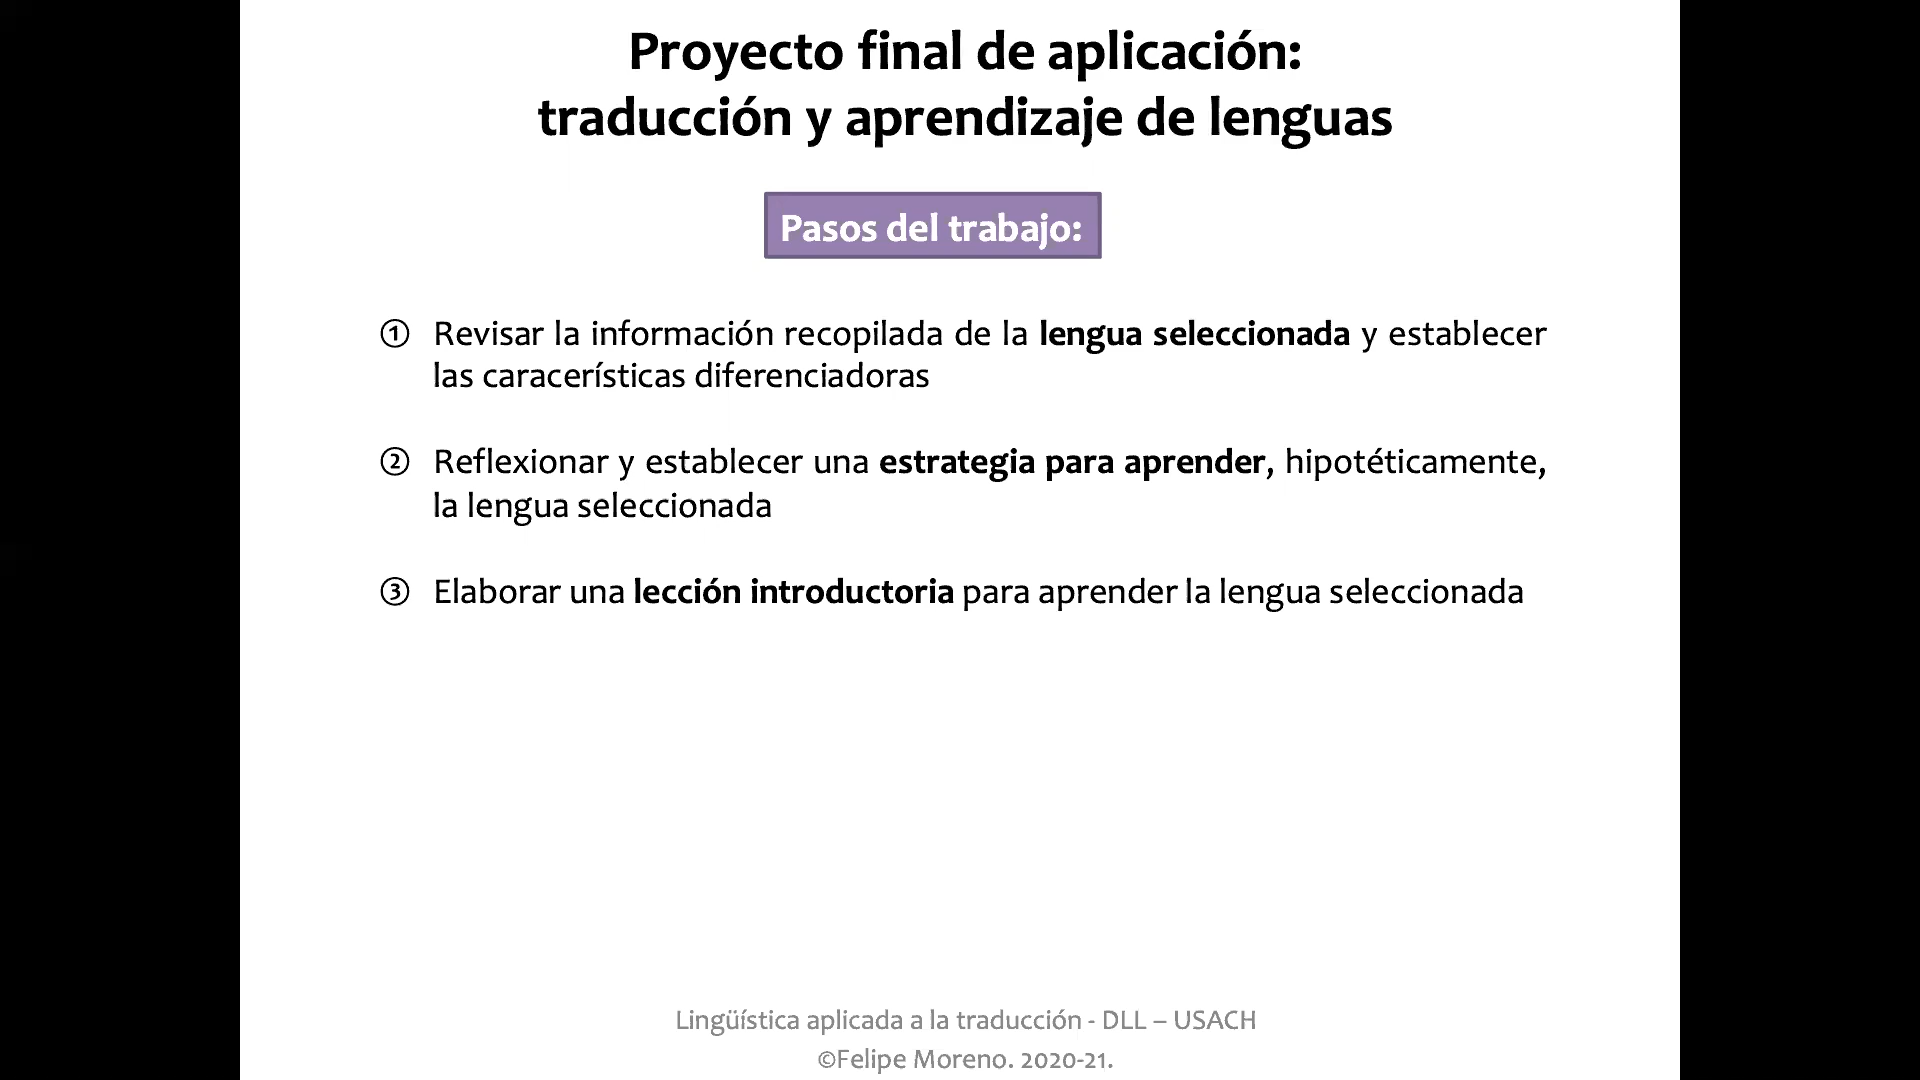 Proyecto final de aplicación:
traducción y aprendizaje de lenguas
Pasos del trabajo:
① Revisar la información recopilada de la lengua seleccionada y establecer
las caracerísticas diferenciadoras
② Reflexionar y establecer una estrategia para aprender, hipotéticamente,
la lengua seleccionada
③ Elaborar una lección introductoria para aprender la lengua seleccionada
Lingüística aplicada a la traducción - DLL – USACH
©Felipe Moreno. 2020-21.